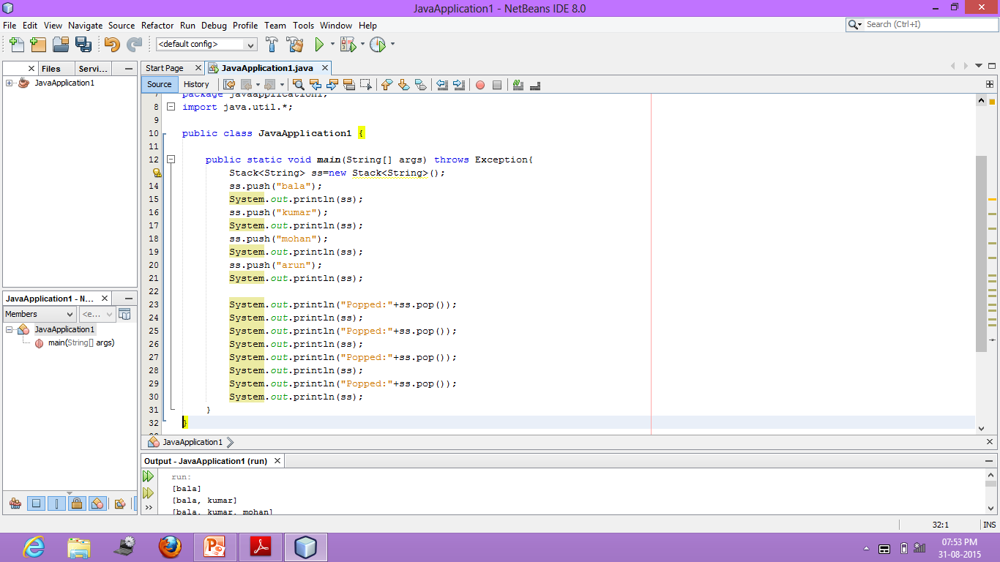 JavaApplication1 - NetBeans IDE 8.0
File Edit View Navigate Source Refactor Run Debug Profile Team Tools Window Help
Search (Ctrl+I)
<default config>
Files Servi...
JavaApplication1
Start Page JavaApplication1.java
Source History
7 package javaapplication1;
8 import java.util.*;
9
10 public class JavaApplication1 {
11
12 public static void main(String[] args) throws Exception{
Stack<String> ss=new Stack<String>();
14 ss.push("bala");
15 System.out.println(ss);
16 ss.push("kumar");
17 System.out.println(ss);
18 ss.push("mohan");
19 System.out.println(ss);
20 ss.push("arun");
21 System.out.println(ss);
22
23 System.out.println("Popped:"+ss.pop());
24 System.out.println(ss);
25 System.out.println("Popped:"+ss.pop());
26 System.out.println(ss);
27 System.out.println("Popped:"+ss.pop());
28 System.out.println(ss);
29 System.out.println("Popped:"+ss.pop());
30 System.out.println(ss);
31 }
32 }
JavaApplication1
JavaApplication1 - N...
Members <e...
JavaApplication1
main(String[] args)
Output - JavaApplication1 (run)
run:
[bala]
[bala, kumar]
[bala, kumar, mohan]
32:1 INS
07:53 PM
31-08-2015